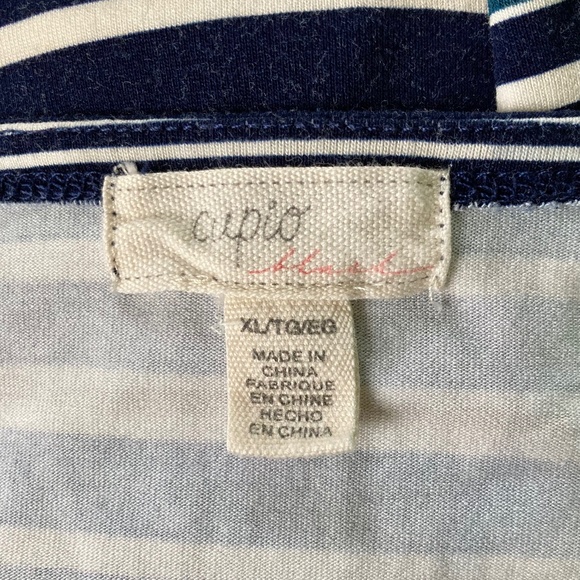 cupio
blush
XL/TG/EG
MADE IN
CHINA
FABRIQUE
EN CHINE
HECHO
EN CHINA